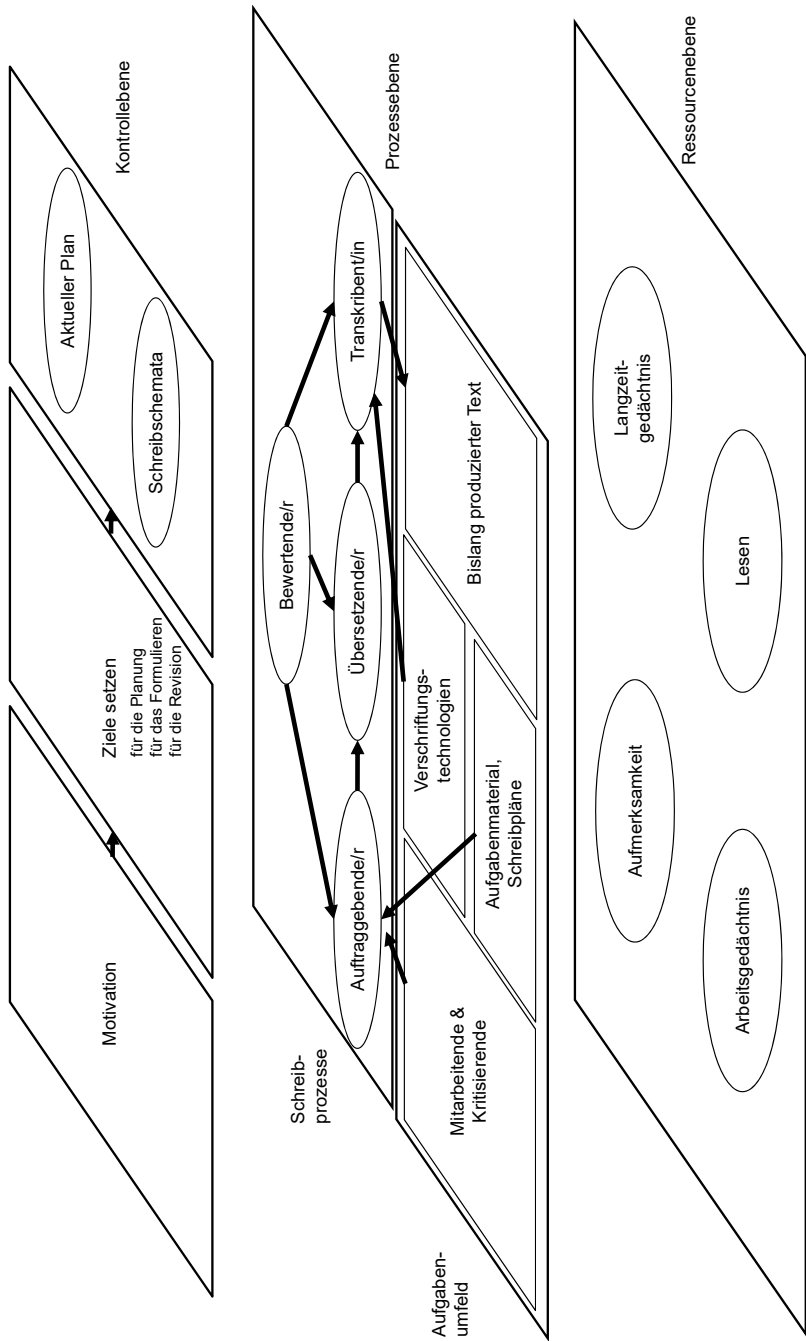 Kontrollebene
Motivation
Ziele setzen
für die Planung
für das Formulieren
für die Revision
Aktueller Plan
Schreibschemata
Prozessebene
Schreib-
prozesse
Bewertende/r
Auftraggebende/r
Übersetzende/r
Transkribent/in
Aufgaben-
umfeld
Mitarbeitende &
Kritisierende
Verschriftungs-
technologien
Aufgabenmaterial,
Schreibpläne
Bislang produzierter Text
Ressourcenebene
Aufmerksamkeit
Langzeit-
gedächtnis
Arbeitsgedächtnis
Lesen